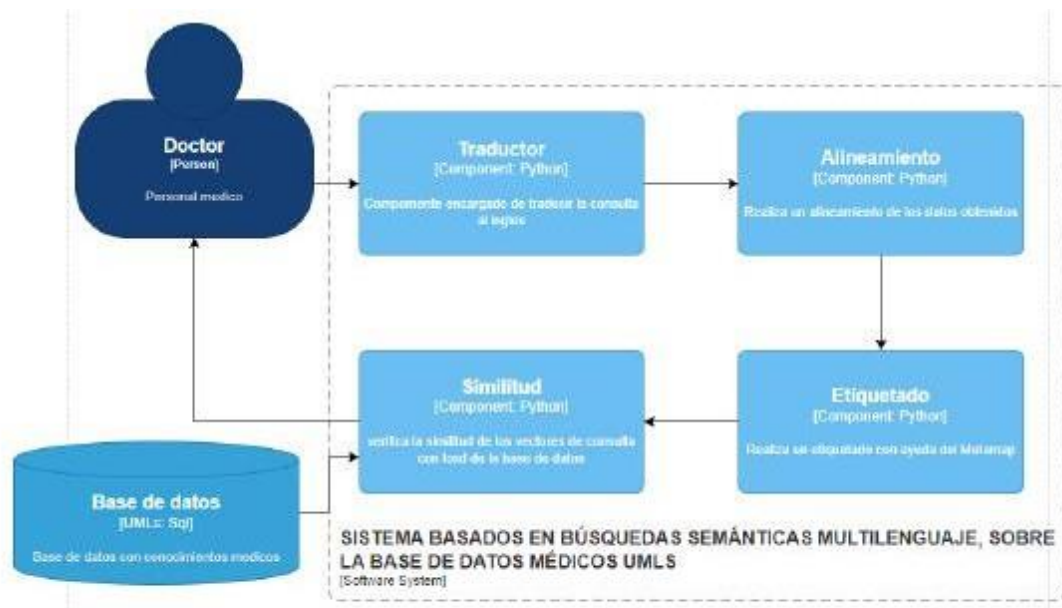 Doctor
[Person]
Personal medico
Traductor
[Component: Python]
Componente encargado de traducir la consulta
al ingles
Alineamiento
[Component: Python]
Realiza un alineamiento de los datos obtenidos
Similitud
[Component: Python]
verifica la similitud de los vectores de consulta
con de la base de datos
Etiquetado
[Component: Python]
Realiza un etiquetado con ayuda del Metamap
Base de datos
[UMLs: Sql]
Base de datos con conocimientos medicos
SISTEMA BASADOS EN BÚSQUEDAS SEMÁNTICAS MULTILENGUAJE, SOBRE
LA BASE DE DATOS MÉDICOS UMLS
[Software System]